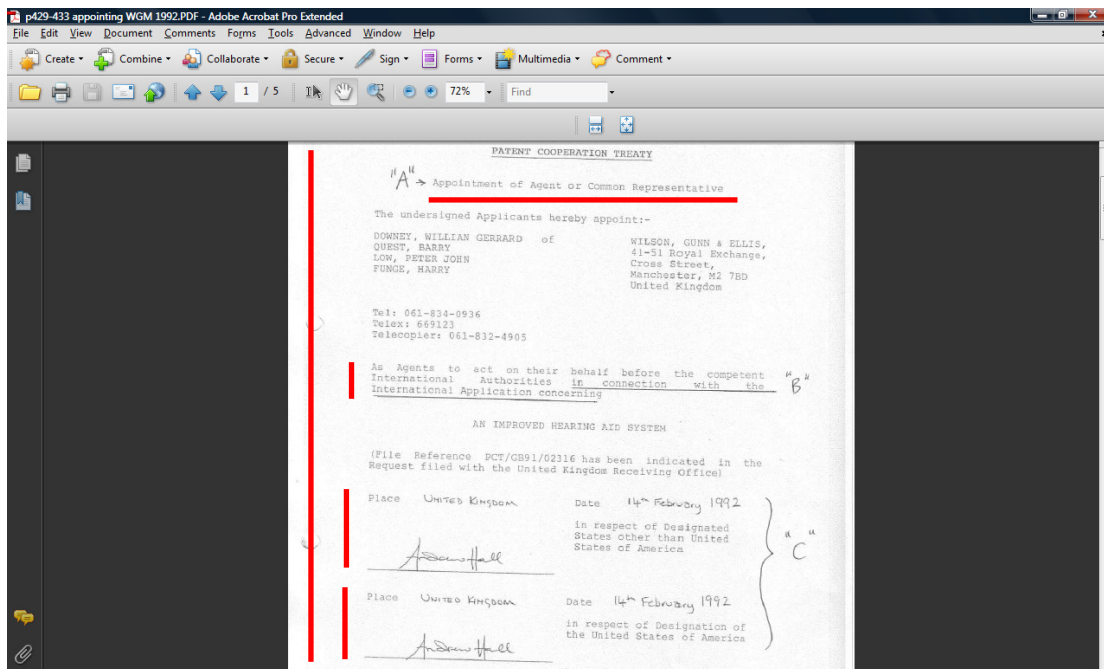 p429-433 appointing WGM 1992.PDF - Adobe Acrobat Pro Extended
File Edit View Document Comments Forms Tools Advanced Window Help
Create Combine Collaborate Secure Sign Forms Multimedia Comment
1 / 5 72% Find
PATENT COOPERATION TREATY
"A" → Appointment of Agent or Common Representative
The undersigned Applicants hereby appoint:-
DOWNEY, WILLIAN GERRARD of WILSON, GUNN & ELLIS,
QUEST, BARRY 41-51 Royal Exchange,
LOW, PETER JOHN Cross Street,
FUNGE, HARRY Manchester, M2 7BD
United Kingdom
Tel: 061-834-0936
Telex: 669123
Telecopier: 061-832-4905
As Agents to act on their behalf before the competent "B"
International Authorities in connection with the
International Application concerning
AN IMPROVED HEARING AID SYSTEM
(File Reference PCT/GB91/02316 has been indicated in the
Request filed with the United Kingdom Receiving Office)
Place UNITED KINGDOM Date 14th February 1992
in respect of Designated
States other than United "C"
States of America
Andrew Hall
Place UNITED KINGDOM Date 14th February 1992
in respect of Designation of
the United States of America
Andrew Hall